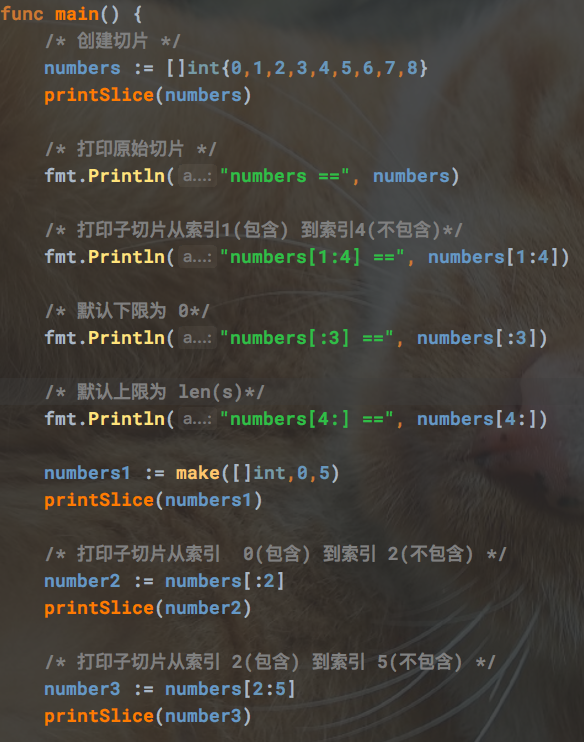 func main() {
/* 创建切片 */
numbers := []int{0,1,2,3,4,5,6,7,8}
printSlice(numbers)
/* 打印原始切片 */
fmt.Println( a...: "numbers ==", numbers)
/* 打印子切片从索引1(包含) 到索引4(不包含)*/
fmt.Println( a...: "numbers[1:4] ==", numbers[1:4])
/* 默认下限为 0*/
fmt.Println( a...: "numbers[:3] ==", numbers[:3])
/* 默认上限为 len(s)*/
fmt.Println( a...: "numbers[4:] ==", numbers[4:])
numbers1 := make([]int,0,5)
printSlice(numbers1)
/* 打印子切片从索引  0(包含) 到索引 2(不包含) */
number2 := numbers[:2]
printSlice(number2)
/* 打印子切片从索引 2(包含) 到索引 5(不包含) */
number3 := numbers[2:5]
printSlice(number3)